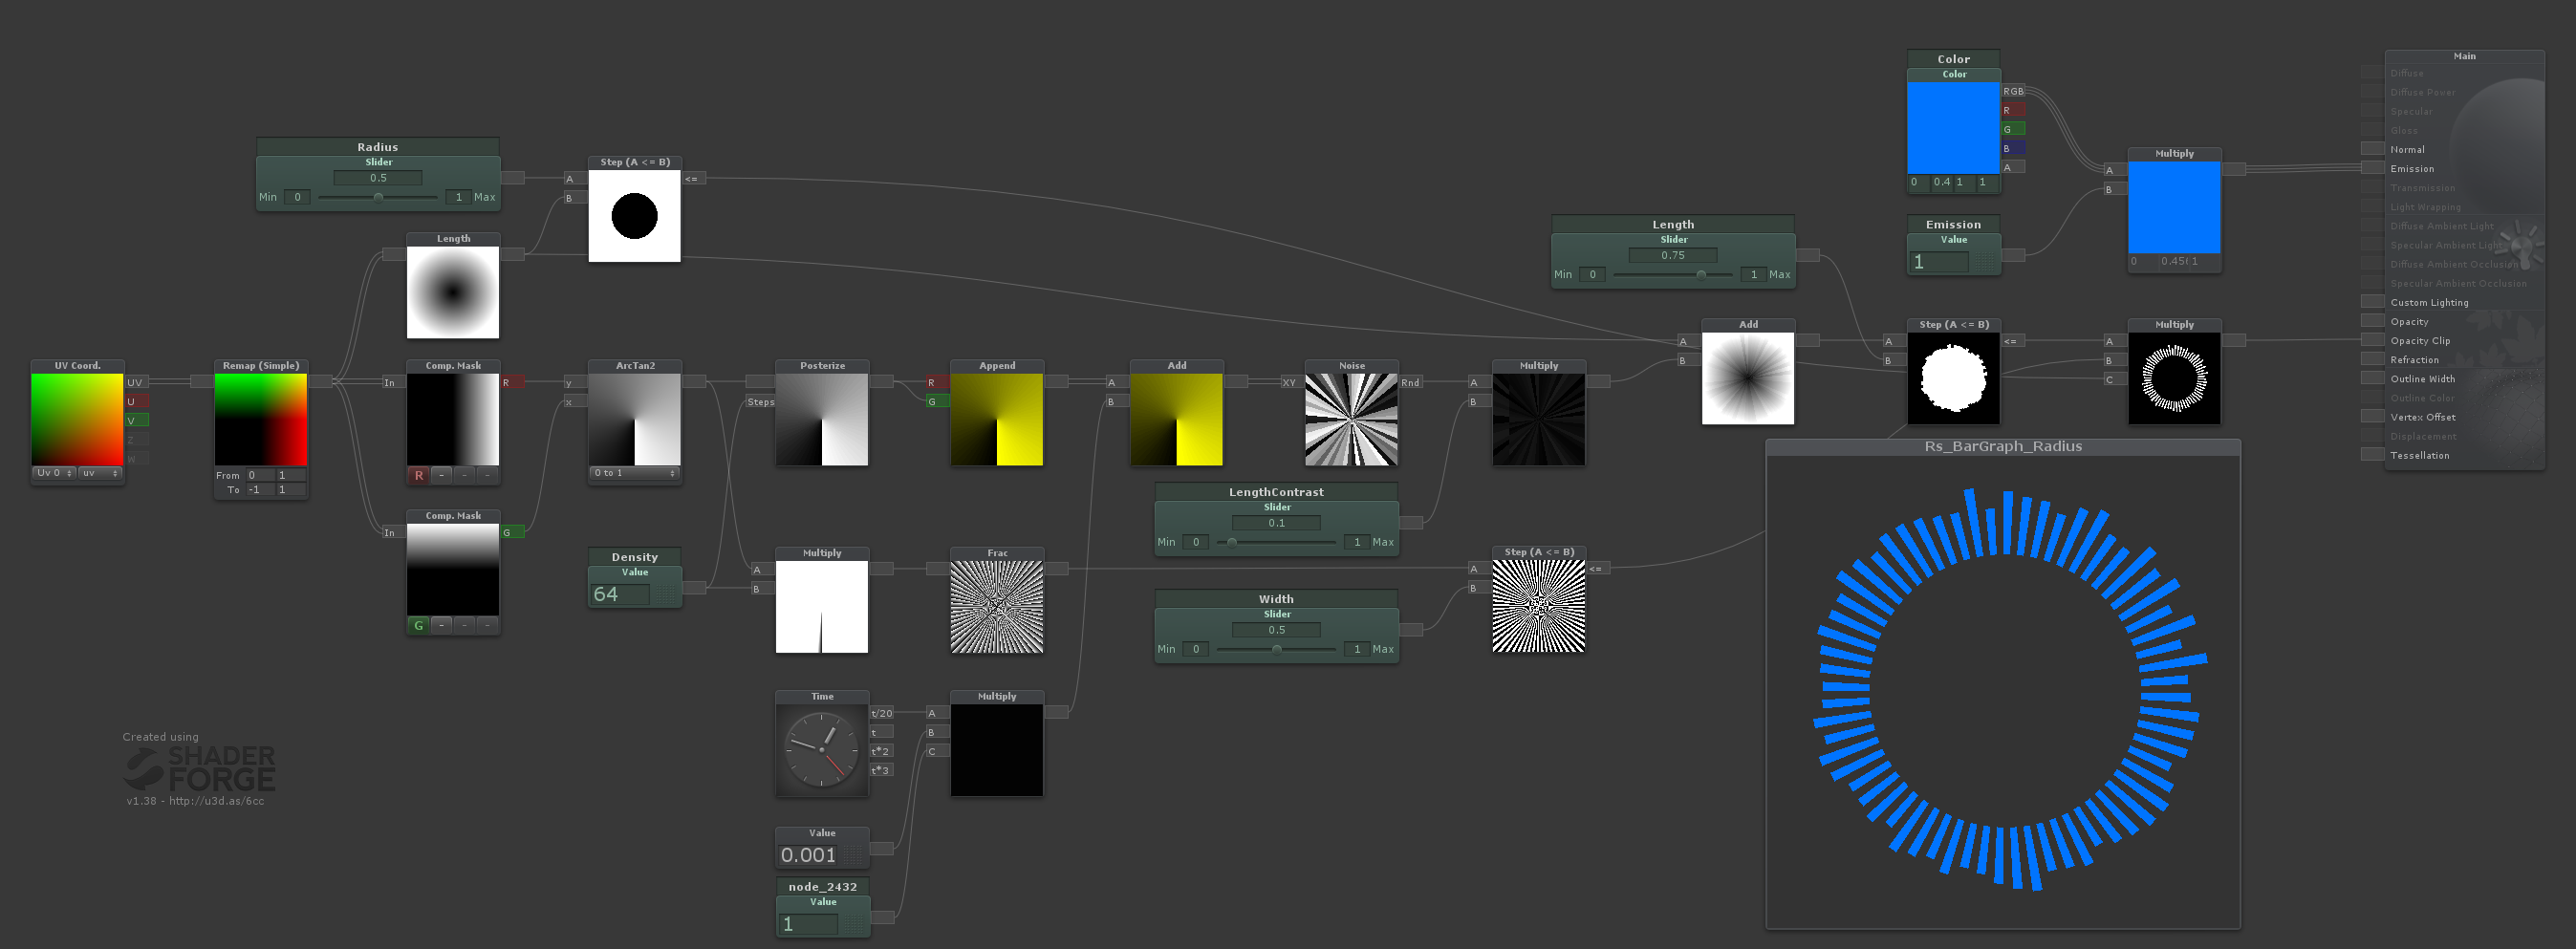 Radius
Slider
0.5
Min 0 1 Max
Step (A <= B)
A <=
B
Length
UV Coord.
UV
U
V
Z
W
Uv 0 uv
Remap (Simple)
From 0 1
To -1 1
Comp. Mask
In R
R - - -
Comp. Mask
In G
G - - -
ArcTan2
y
x
0 to 1
Density
Value
64
Posterize
Steps
Multiply
A
B
Append
R
G
Frac
Time
t/20
t
t*2
t*3
Multiply
A
B
C
Value
0.001
node_2432
Value
1
Add
A
B
Noise
XY Rnd
LengthContrast
Slider
0.1
Min 0 1 Max
Width
Slider
0.5
Min 0 1 Max
Multiply
A
B
Step (A <= B)
A <=
B
Length
Slider
0.75
Min 0 1 Max
Add
A
B
Color
Color
RGB
R
G
B
A
0 0.4 1 1
Emission
Value
1
Multiply
A
B
0 0.45( 1
Step (A <= B)
A <=
B
Multiply
A
B
C
Rs_BarGraph_Radius
Main
Diffuse
Diffuse Power
Specular
Gloss
Normal
Emission
Transmission
Light Wrapping
Diffuse Ambient Light
Specular Ambient Light
Diffuse Ambient Occlusion
Specular Ambient Occlusion
Custom Lighting
Opacity
Opacity Clip
Refraction
Outline Width
Outline Color
Vertex Offset
Displacement
Tessellation
Created using
SHADER
FORGE
v1.38 - http://u3d.as/6cc